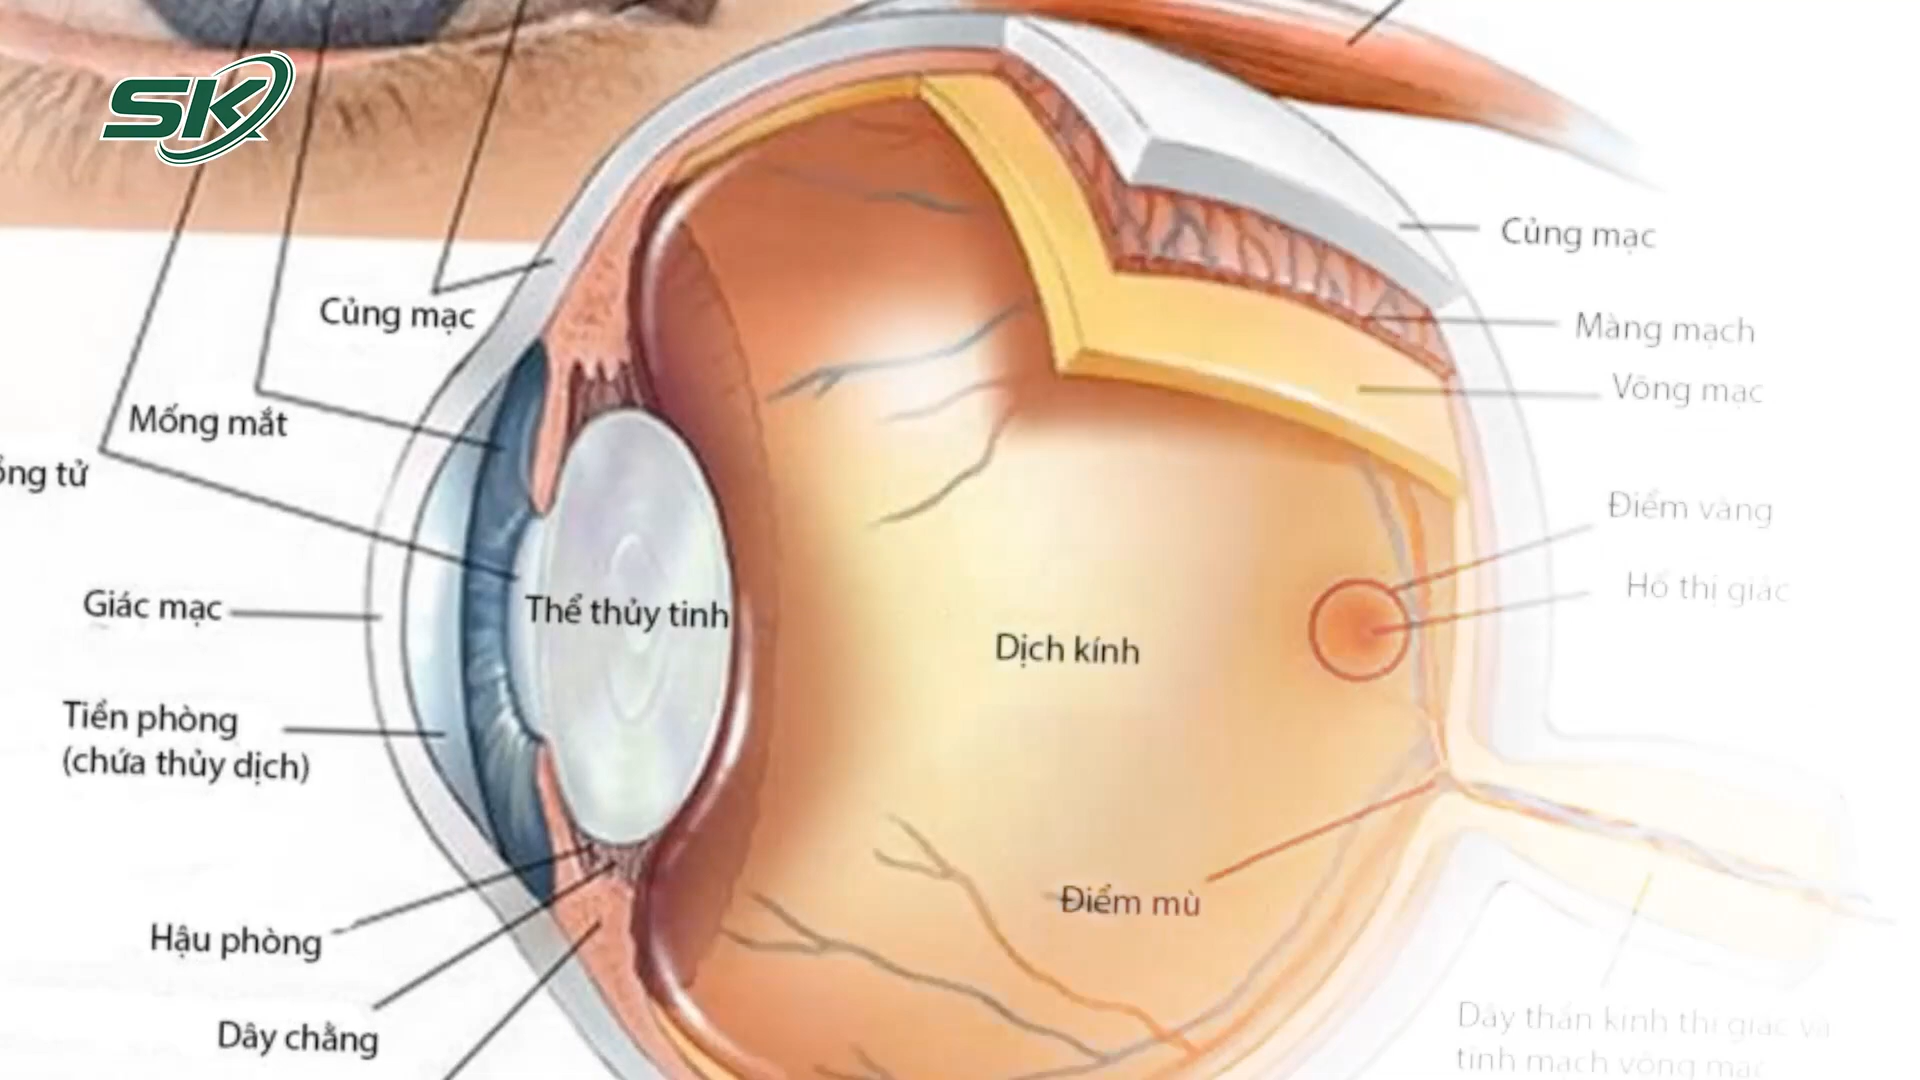 SK
Củng mạc
Màng mạch
Võng mạc
Củng mạc
Mống mắt
Điểm vàng
Hố thị giác
Giác mạc
Thể thủy tinh
Dịch kính
Tiền phòng
(chứa thủy dịch)
Điểm mù
Hậu phòng
Dây chằng
Dây thần kinh thị giác và
tĩnh mạch võng mạc